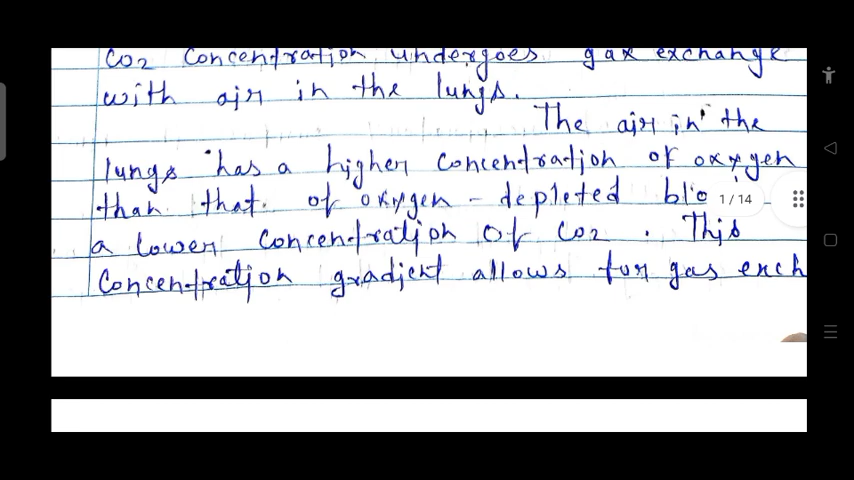 CO2 Concentration undergoes gax exchange
with air in the lungs.
The air in the
lungs has a higher concentration of oxygen
than that of oxygen - depleted blo
1/14
a lower concentration of CO2. This
Concentration gradient allows for gas exch